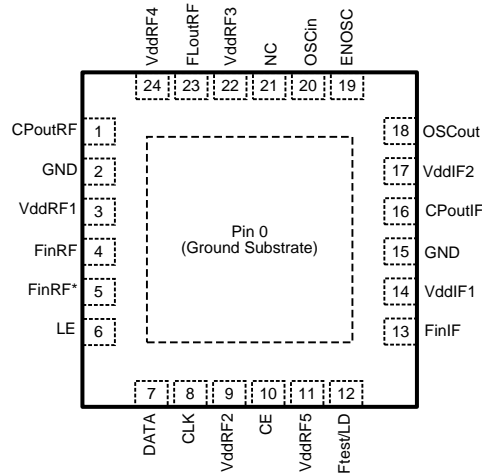 VddRF4
FLoutRF
VddRF3
NC
OSCin
ENOSC
24
23
22
21
20
19
CPoutRF
1
GND
2
VddRF1
3
FinRF
4
FinRF*
5
LE
6
Pin 0
(Ground Substrate)
18
OSCout
17
VddIF2
16
CPoutIF
15
GND
14
VddIF1
13
FinIF
7
8
9
10
11
12
DATA
CLK
VddRF2
CE
VddRF5
Ftest/LD